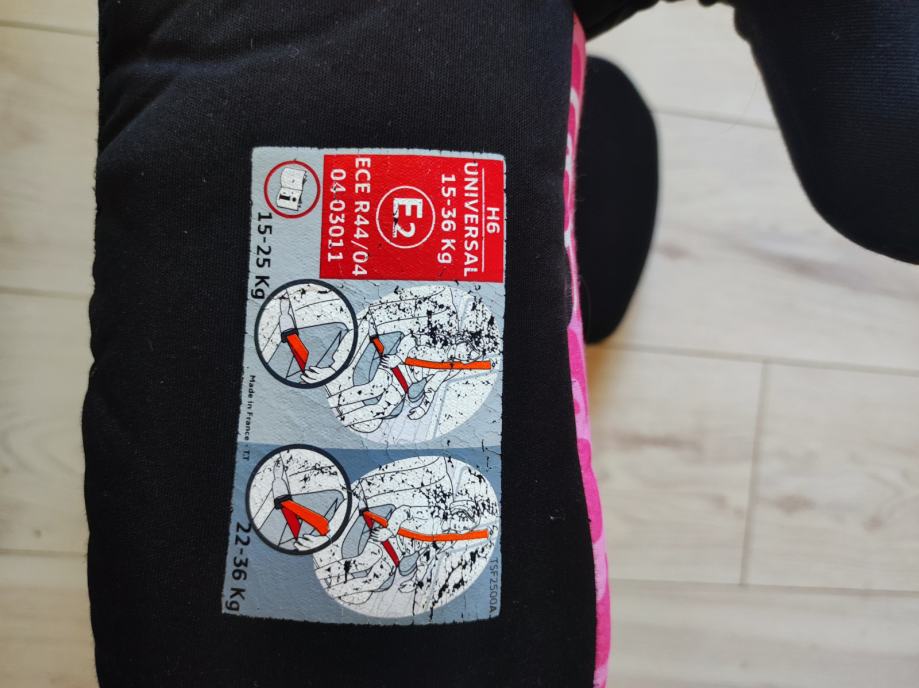 H6
UNIVERSAL
15-36 Kg
E2
ECE R44/04
04-03011
i
15-25 Kg
22-36 Kg
Made in France - TT
TSF2500A